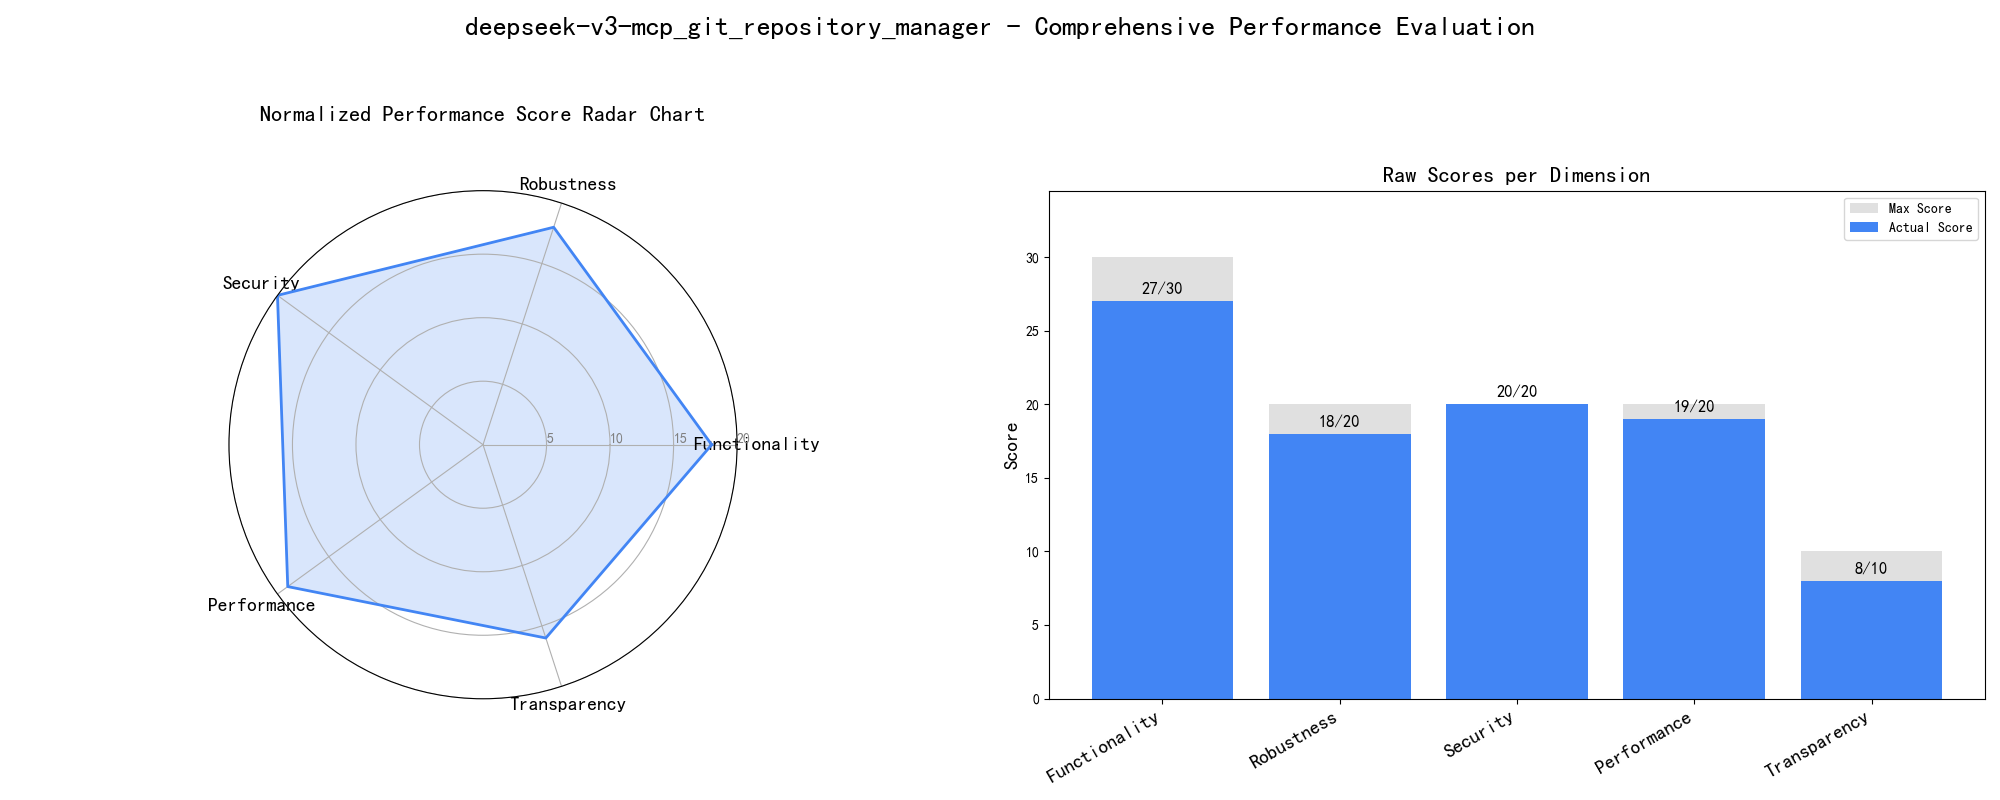 deepseek-v3-mcp_git_repository_manager - Comprehensive Performance Evaluation
Normalized Performance Score Radar Chart
Robustness
Security
Functionality
Performance
Transparency
5
10
15
20
Raw Scores per Dimension
Max Score
Actual Score
Score
30
25
20
15
10
5
0
27/30
18/20
20/20
19/20
8/10
Functionality
Robustness
Security
Performance
Transparency